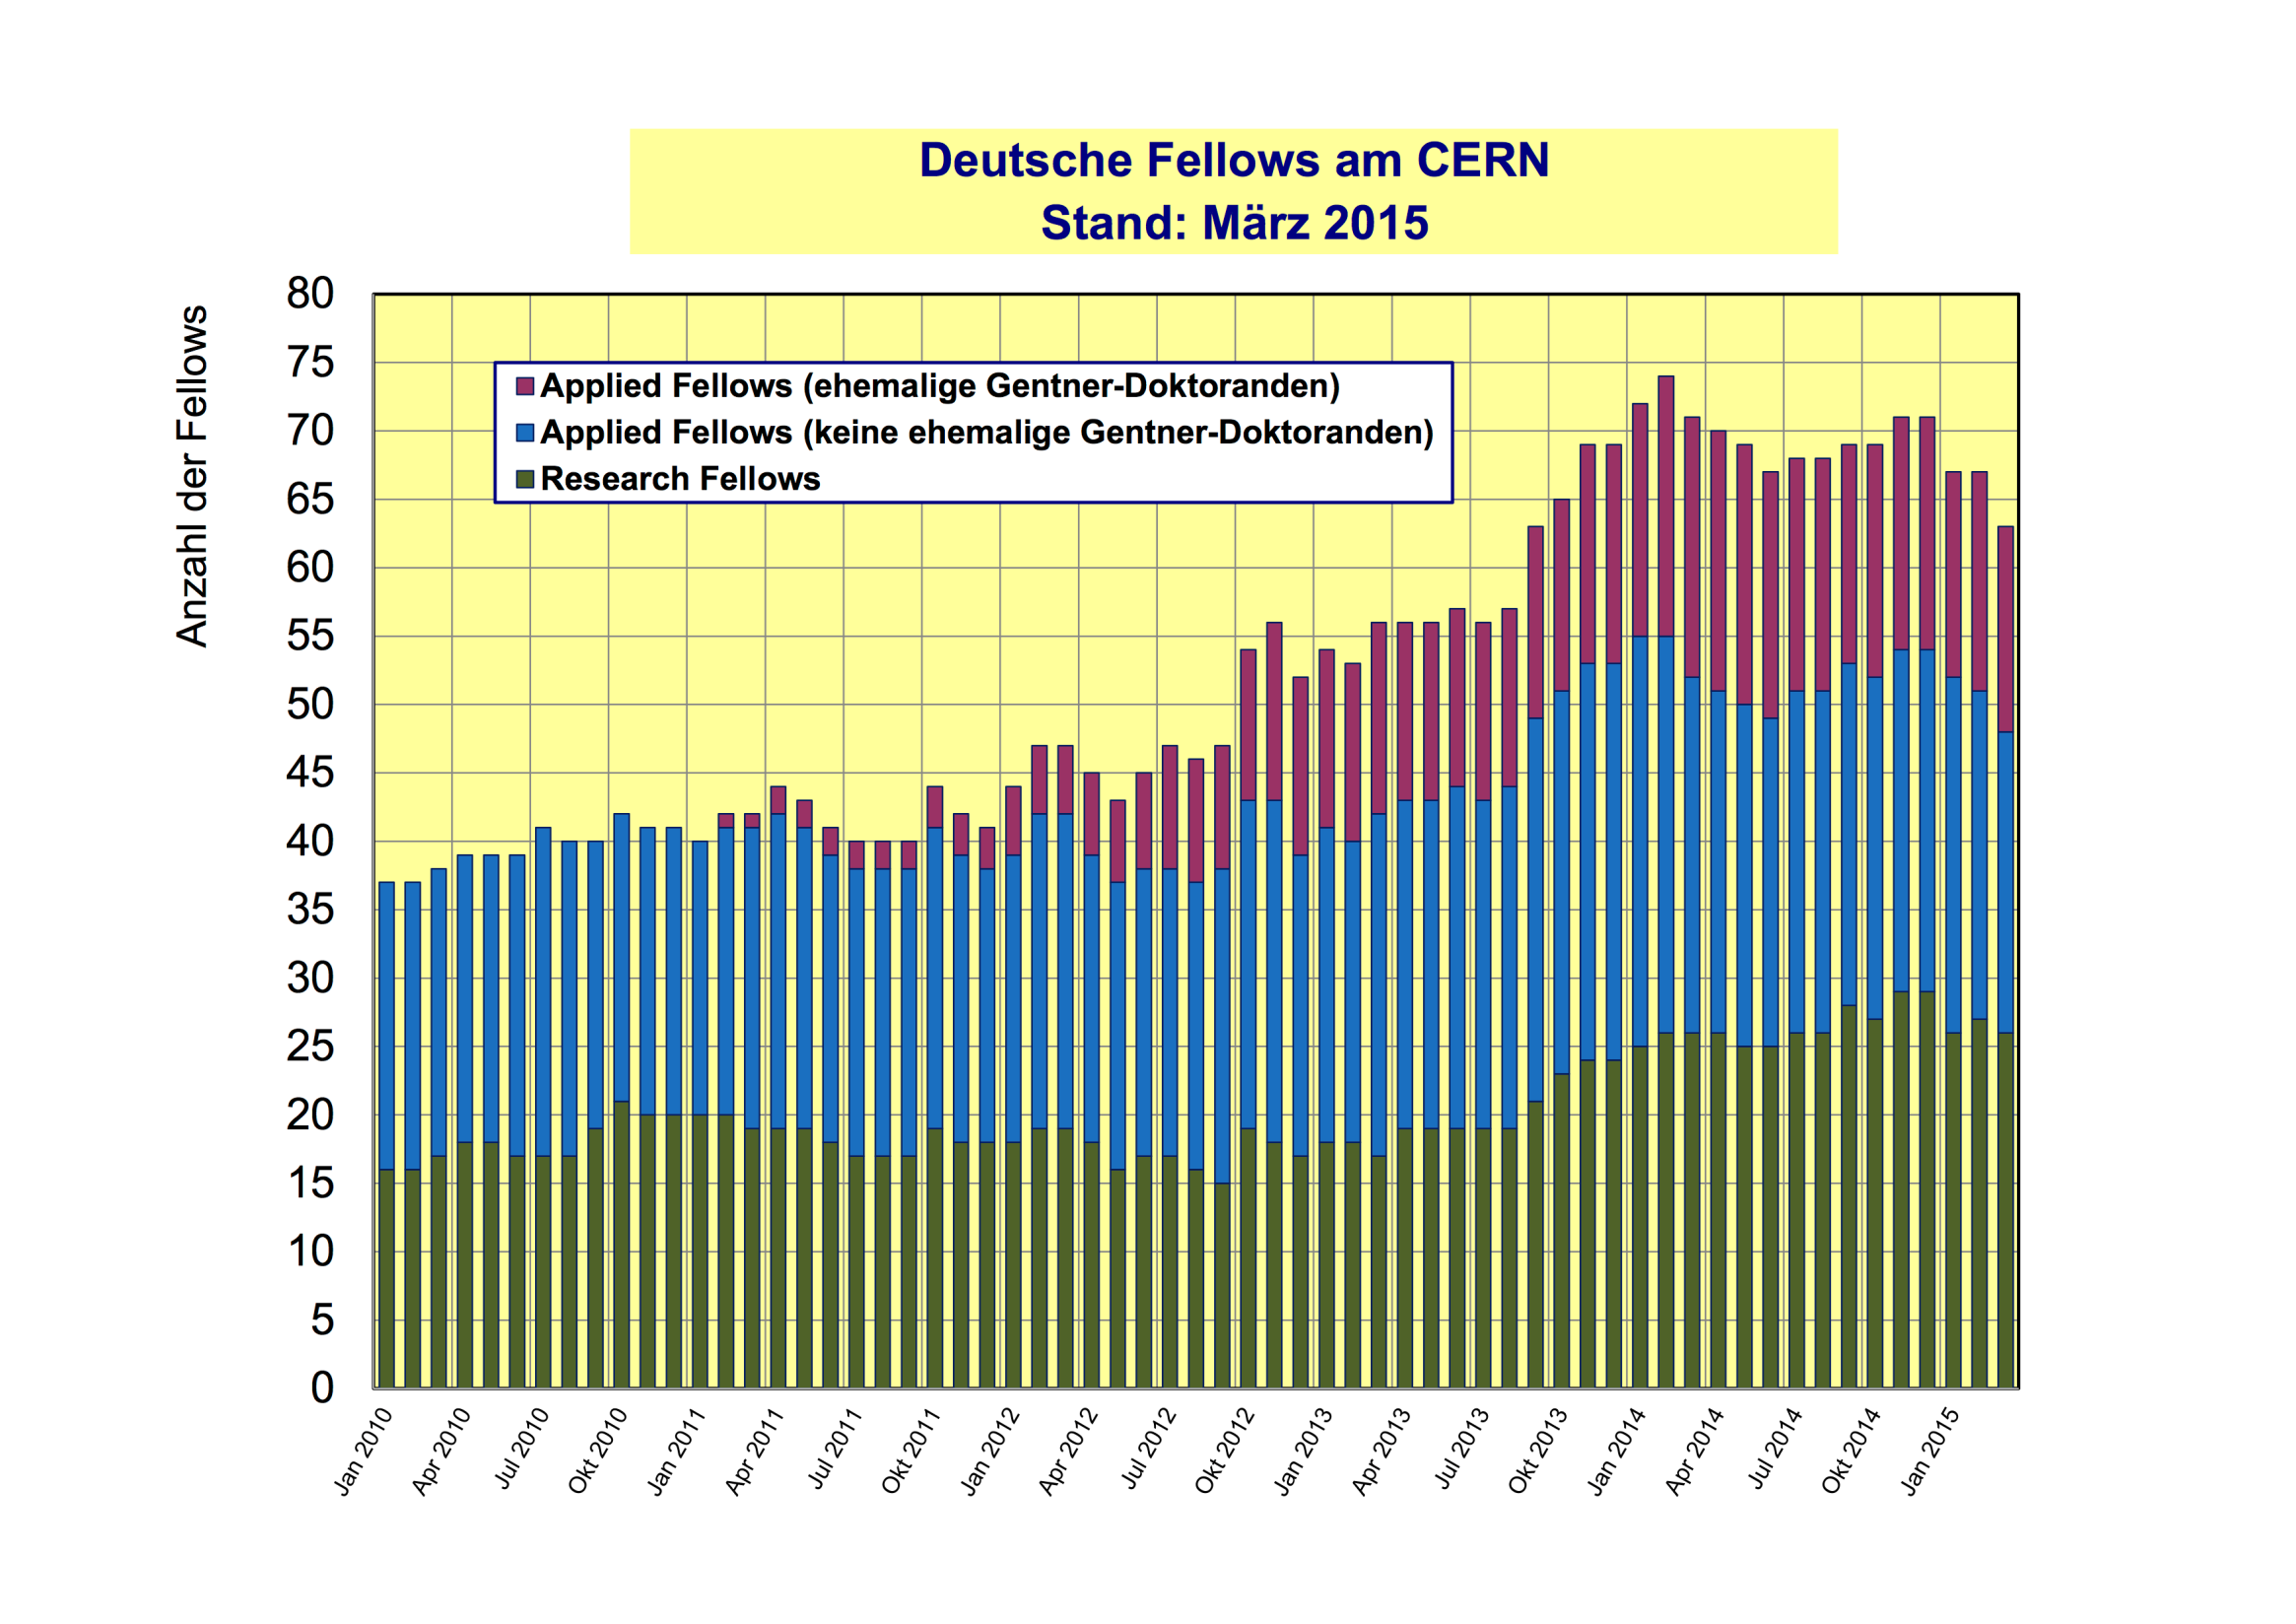 Deutsche Fellows am CERN
Stand: März 2015
Anzahl der Fellows
80
75
70
65
60
55
50
45
40
35
30
25
20
15
10
5
0
Applied Fellows (ehemalige Gentner-Doktoranden)
Applied Fellows (keine ehemalige Gentner-Doktoranden)
Research Fellows
Jan 2010
Apr 2010
Jul 2010
Okt 2010
Jan 2011
Apr 2011
Jul 2011
Okt 2011
Jan 2012
Apr 2012
Jul 2012
Okt 2012
Jan 2013
Apr 2013
Jul 2013
Okt 2013
Jan 2014
Apr 2014
Jul 2014
Okt 2014
Jan 2015